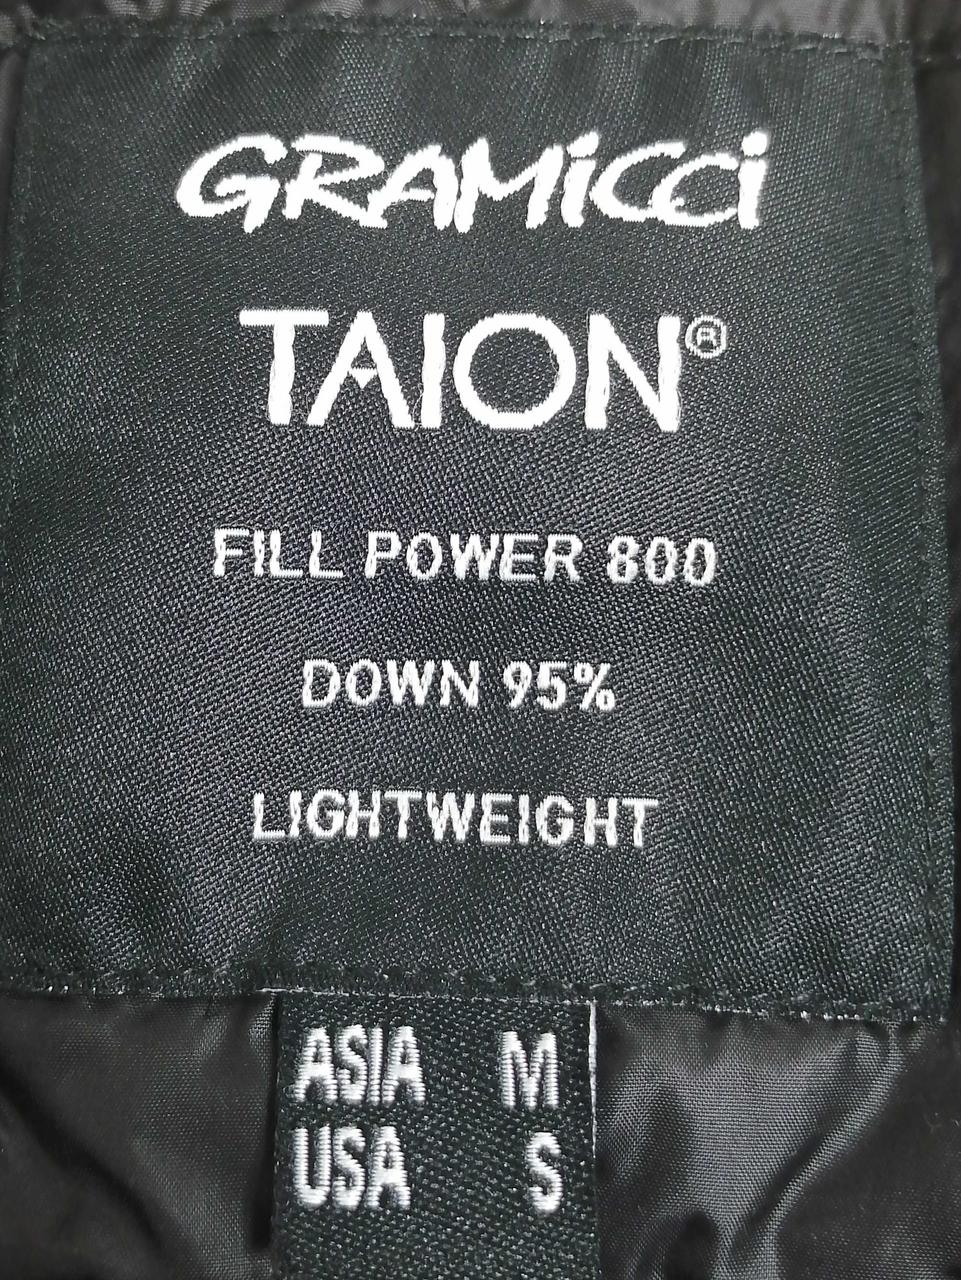 GRAMiCCi
TAION®
FILL POWER 800
DOWN 95%
LIGHTWEIGHT
ASIA M
USA S